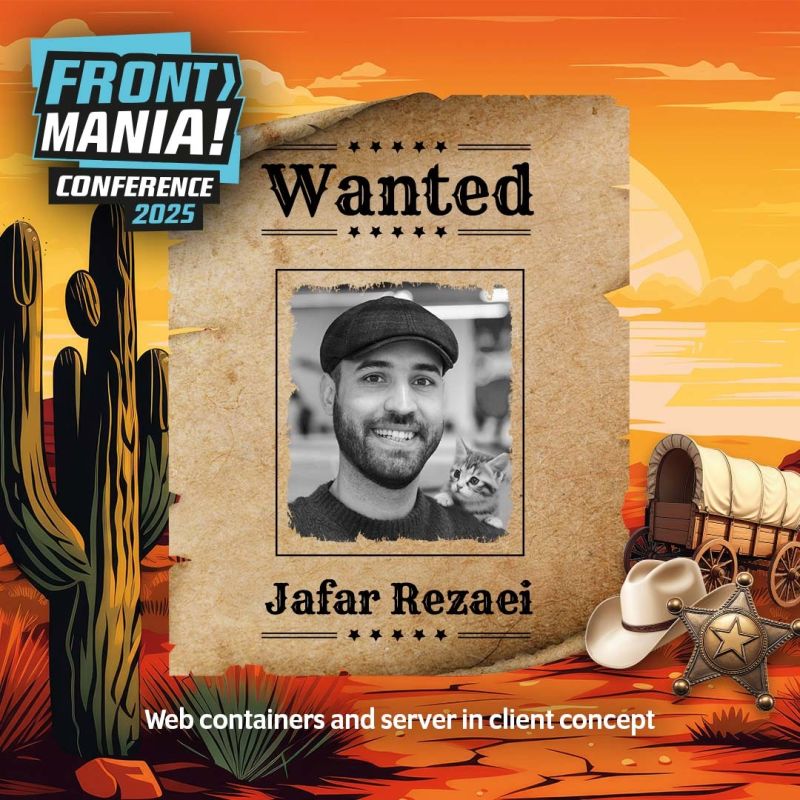 FRONT>
MANIA!
CONFERENCE
2025
Wanted
Jafar Rezaei
Web containers and server in client concept